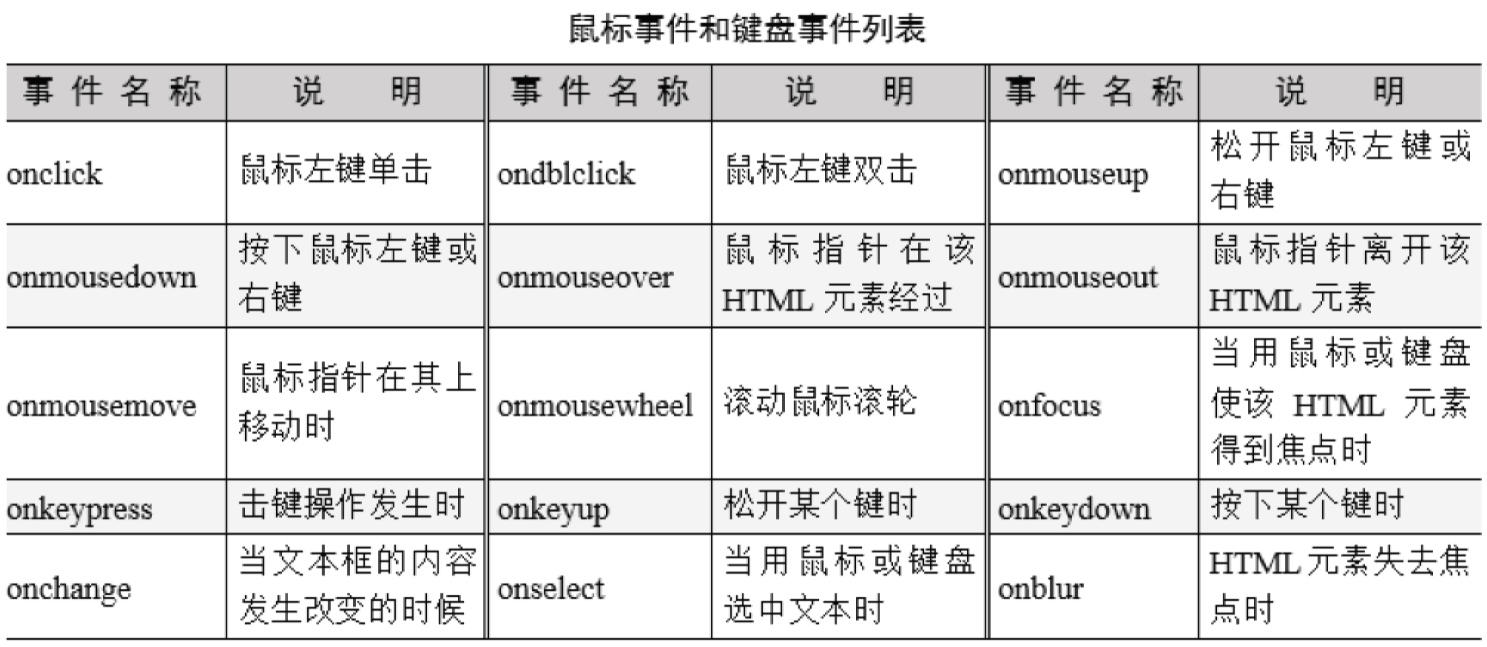 鼠标事件和键盘事件列表
事件名称 说 明 事件名称 说 明 事件名称 说 明
onclick 鼠标左键单击 ondblclick 鼠标左键双击 onmouseup 松开鼠标左键或
右键
onmousedown 按下鼠标左键或
右键 onmouseover 鼠标指针在该
HTML 元素经过 onmouseout 鼠标指针离开该
HTML 元素
onmousemove 鼠标指针在其上
移动时 onmousewheel 滚动鼠标滚轮 onfocus 当用鼠标或键盘
使该 HTML 元素
得到焦点时
onkeypress 击键操作发生时 onkeyup 松开某个键时 onkeydown 按下某个键时
onchange 当文本框的内容
发生改变的时候 onselect 当用鼠标或键盘
选中文本时 onblur HTML 元素失去焦
点时